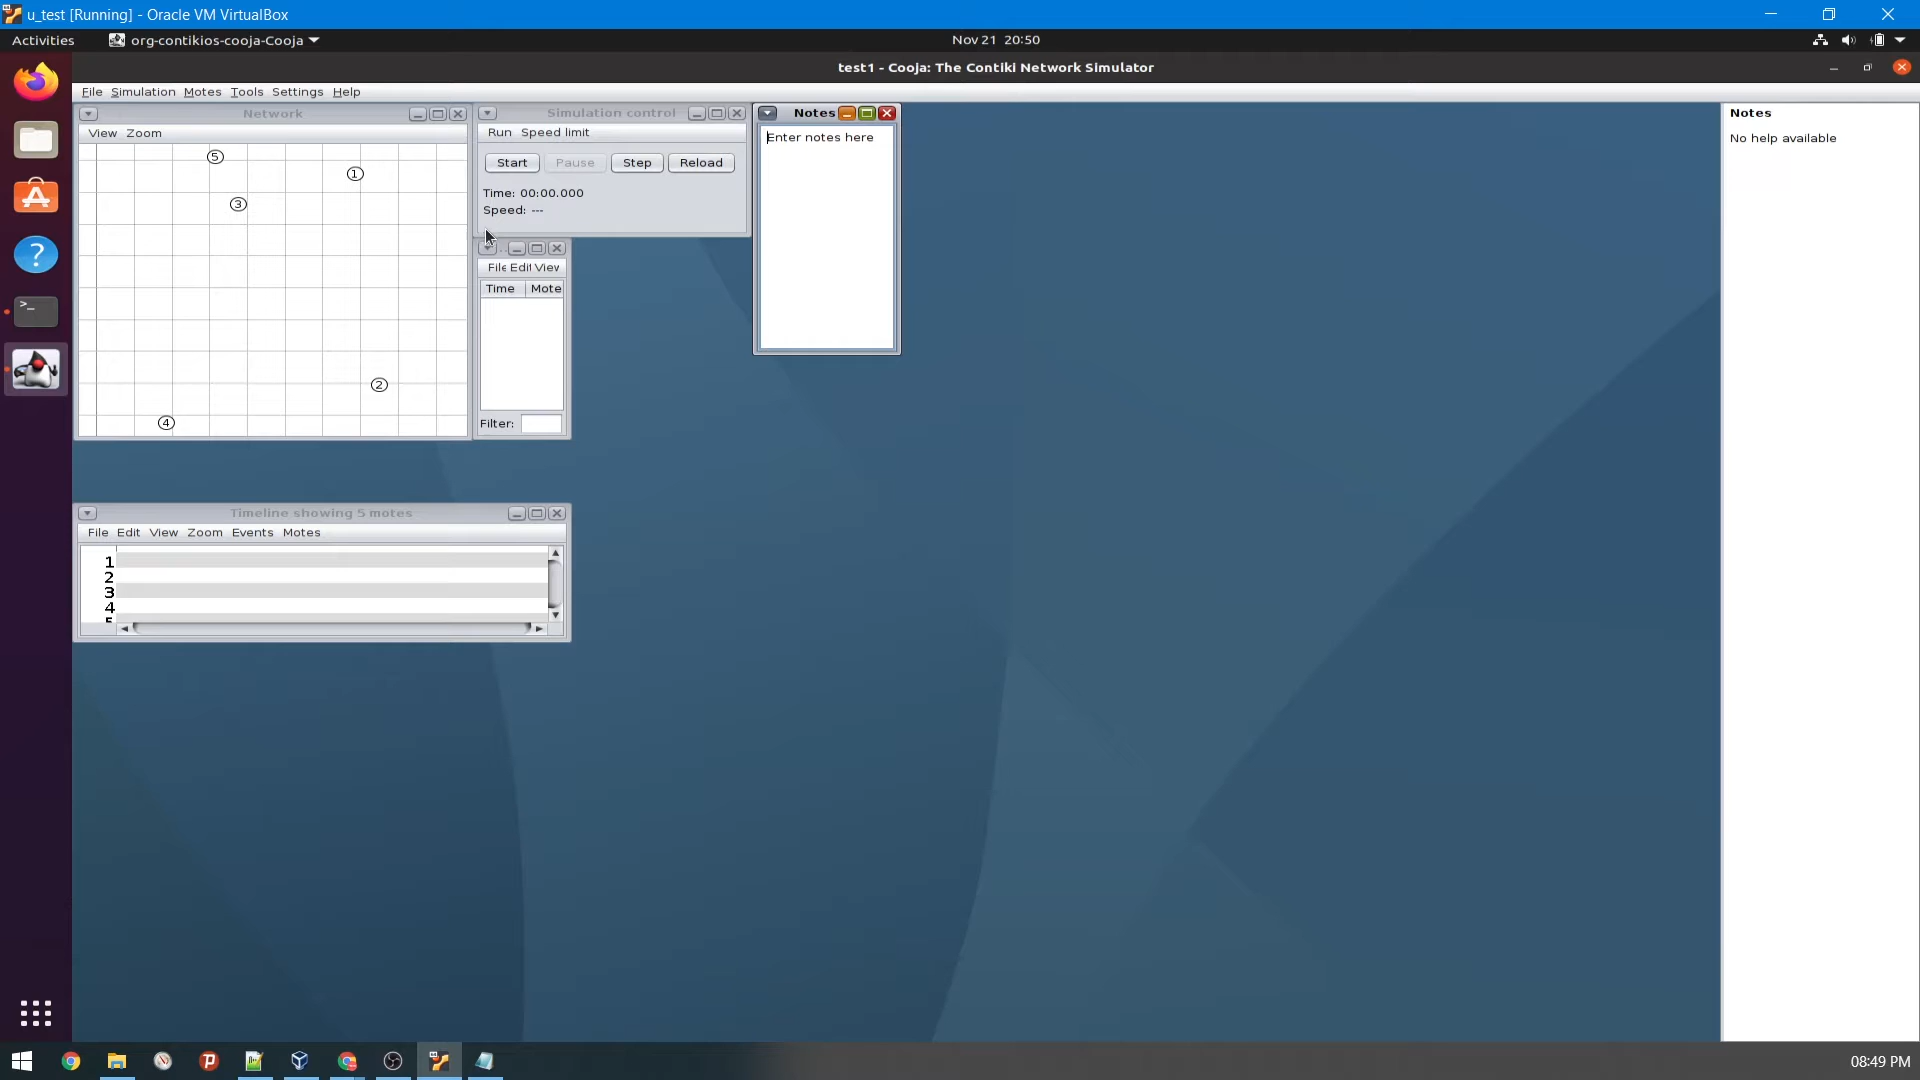 u_test [Running] - Oracle VM VirtualBox
Activities org-contikios-cooja-Cooja Nov 21 20:50
test1 - Cooja: The Contiki Network Simulator
File Simulation Motes Tools Settings Help
Network
View Zoom
5
1
3
2
4
Simulation control
Run Speed limit
Start Pause Step Reload
Time: 00:00.000
Speed: ---
File Edit View
Time Mote
Filter:
Notes
Enter notes here
Timeline showing 5 motes
File Edit View Zoom Events Motes
1
2
3
4
5
Notes
No help available
08:49 PM